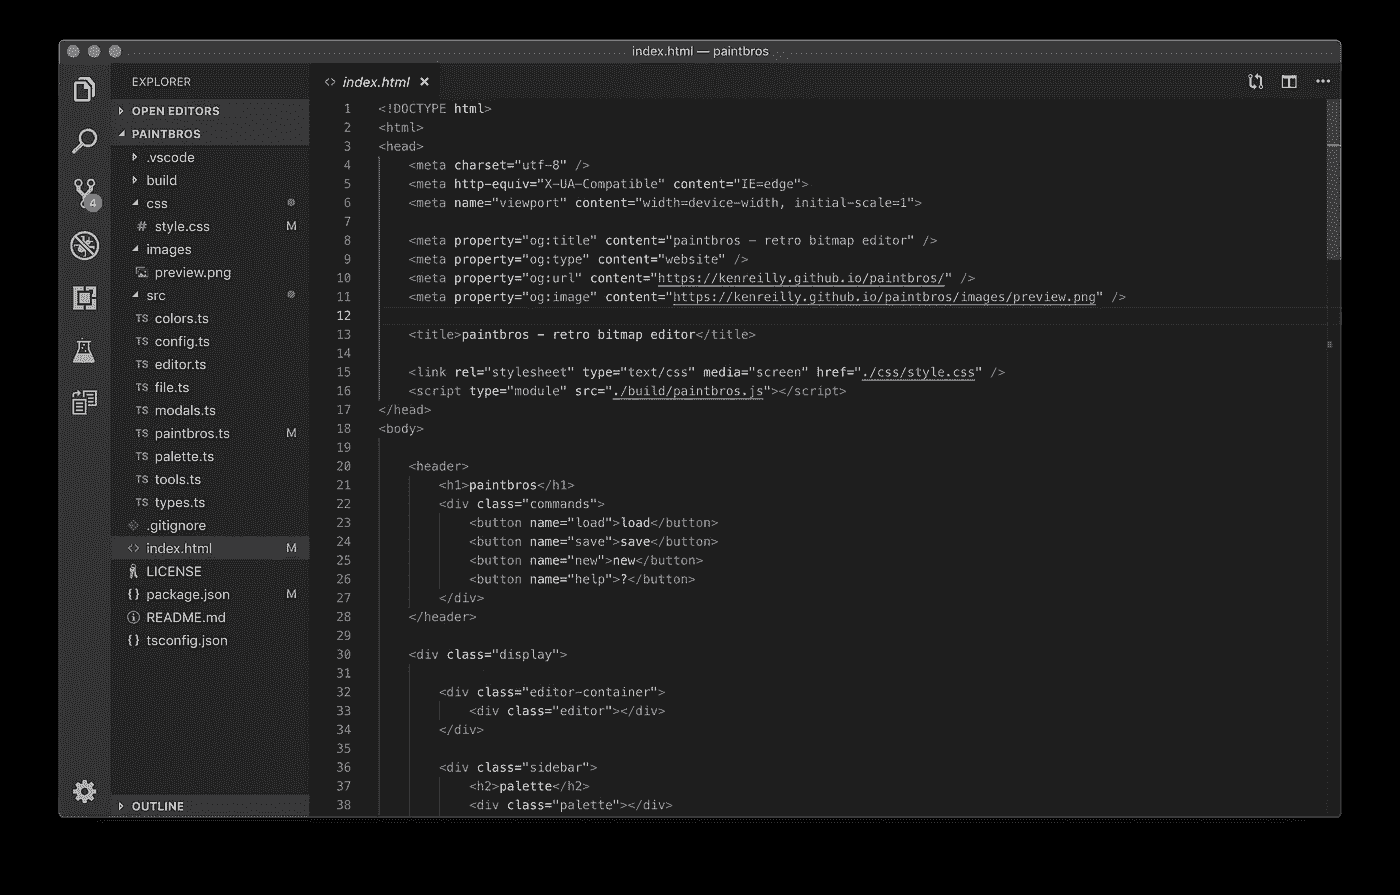 index.html — paintbros
EXPLORER
OPEN EDITORS
PAINTBROS
.vscode
build
css
# style.css M
images
preview.png
src
TS colors.ts
TS config.ts
TS editor.ts
TS file.ts
TS modals.ts
TS paintbros.ts M
TS palette.ts
TS tools.ts
TS types.ts
.gitignore
<> index.html M
LICENSE
{} package.json M
README.md
{} tsconfig.json
OUTLINE
4
<> index.html ×
1 <!DOCTYPE html>
2 <html>
3 <head>
4 <meta charset="utf-8" />
5 <meta http-equiv="X-UA-Compatible" content="IE=edge">
6 <meta name="viewport" content="width=device-width, initial-scale=1">
7
8 <meta property="og:title" content="paintbros - retro bitmap editor" />
9 <meta property="og:type" content="website" />
10 <meta property="og:url" content="https://kenreilly.github.io/paintbros/" />
11 <meta property="og:image" content="https://kenreilly.github.io/paintbros/images/preview.png" />
12
13 <title>paintbros - retro bitmap editor</title>
14
15 <link rel="stylesheet" type="text/css" media="screen" href="./css/style.css" />
16 <script type="module" src="./build/paintbros.js"></script>
17 </head>
18 <body>
19
20 <header>
21 <h1>paintbros</h1>
22 <div class="commands">
23 <button name="load">load</button>
24 <button name="save">save</button>
25 <button name="new">new</button>
26 <button name="help">?</button>
27 </div>
28 </header>
29
30 <div class="display">
31
32 <div class="editor-container">
33 <div class="editor"></div>
34 </div>
35
36 <div class="sidebar">
37 <h2>palette</h2>
38 <div class="palette"></div>